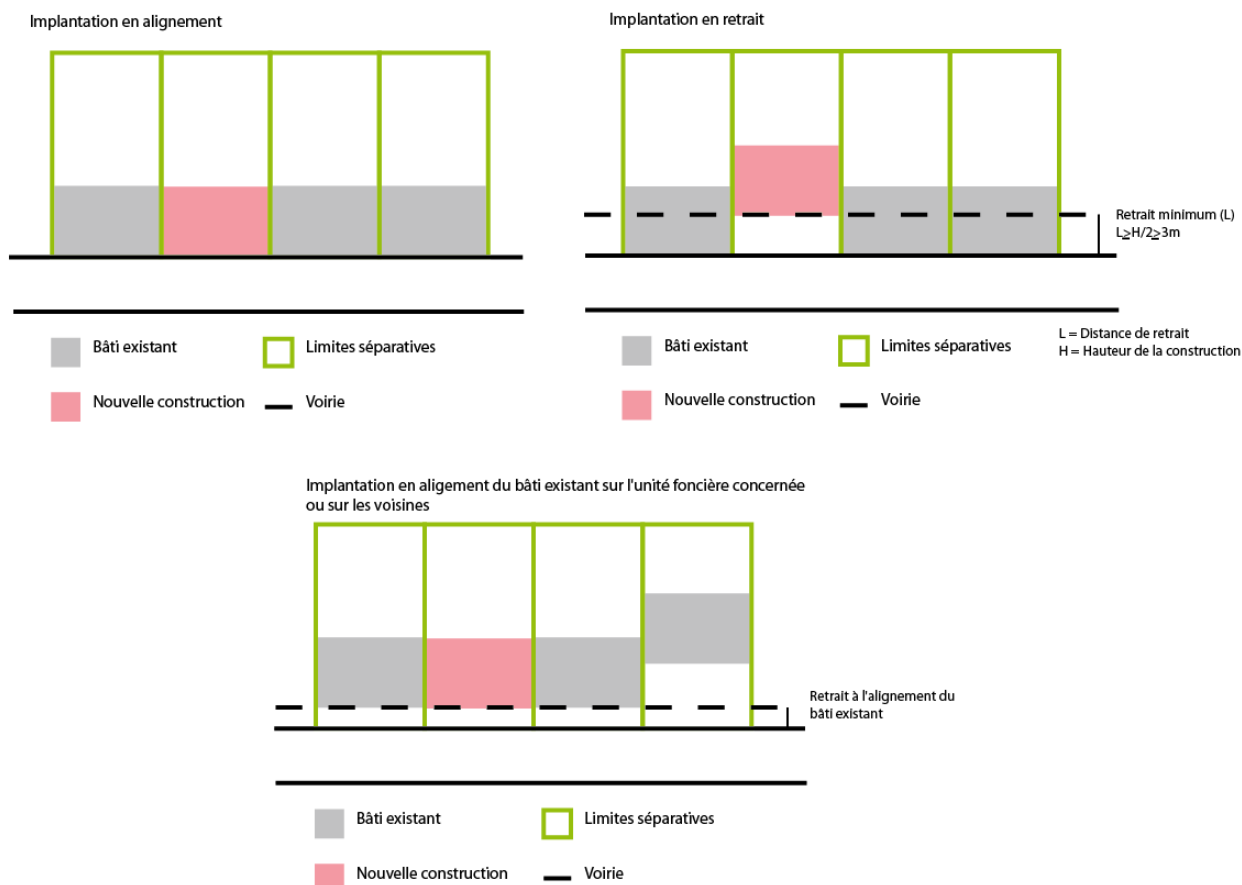 Implantation en alignement
Bâti existant
Limites séparatives
Nouvelle construction
Voirie
Implantation en retrait
Retrait minimum (L)
L≥H/2≥3m
L = Distance de retrait
H = Hauteur de la construction
Bâti existant
Limites séparatives
Nouvelle construction
Voirie
Implantation en aligement du bâti existant sur l'unité foncière concernée
ou sur les voisines
Retrait à l'alignement du
bâti existant
Bâti existant
Limites séparatives
Nouvelle construction
Voirie